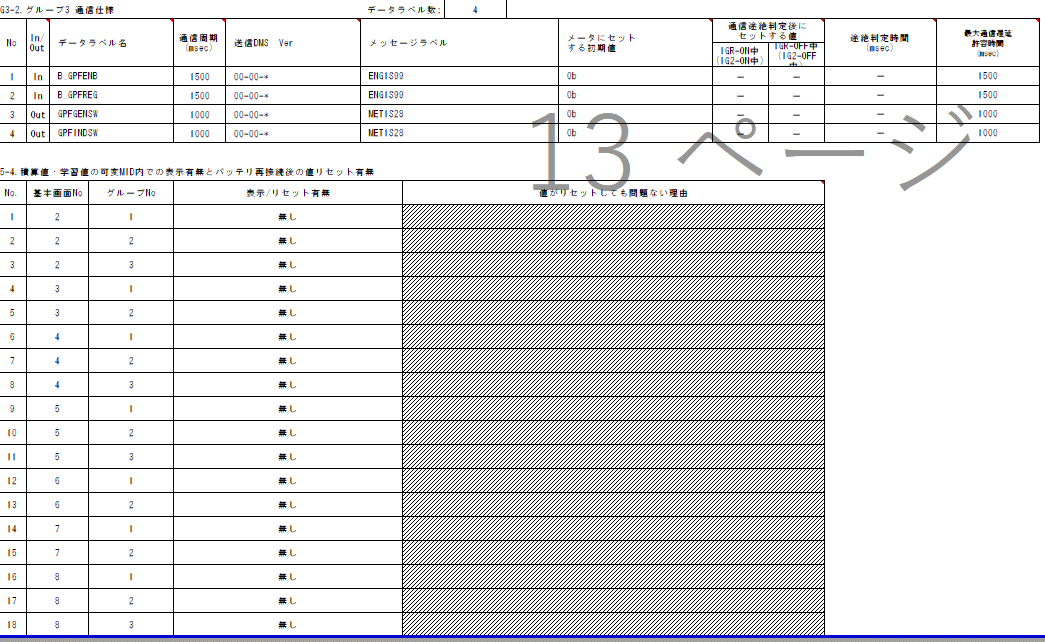 G3-2.グループ3 通信仕様 データラベル数: 4
No In/Out データラベル名 通信周期(msec) 送信DMS Ver メッセージラベル メータにセットする初期値 通信途絶判定後にセットする値 IGR-ON中(IG2-ON中) IGR-OFF中(IG2-OFF中) 途絶判定時間(msec) 最大通信遅延許容時間(msec)
1 In B_GPFENB 1500 00-00-* ENG1S99 0b － － － 1500
2 In B_GPFREG 1500 00-00-* ENG1S99 0b － － － 1500
3 Out GPFGENSW 1000 00-00-* MET1S28 0b － － － 1000
4 Out GPFINDSW 1000 00-00-* MET1S28 0b － － － 1000
13 ページ
5-4.積算値・学習値の可変MID内での表示有無とバッテリ再接続後の値リセット有無
No. 基本画面No グループNo 表示/リセット有無 値がリセットしても問題ない理由
1 2 1 無し
2 2 2 無し
3 2 3 無し
4 3 1 無し
5 3 2 無し
6 4 1 無し
7 4 2 無し
8 4 3 無し
9 5 1 無し
10 5 2 無し
11 5 3 無し
12 6 1 無し
13 6 2 無し
14 7 1 無し
15 7 2 無し
16 8 1 無し
17 8 2 無し
18 8 3 無し